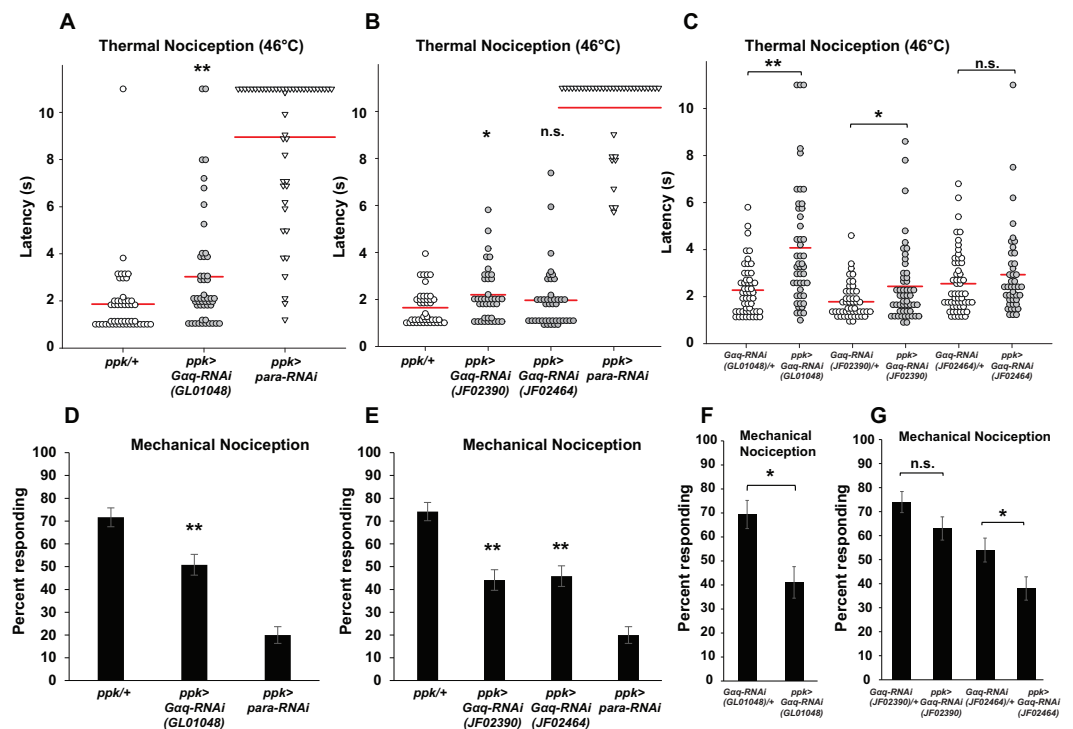 A
Thermal Nociception (46°C)
**
Latency (s)
10
8
6
4
2
0
ppk/+
ppk>
Gαq-RNAi
(GL01048)
ppk>
para-RNAi
B
Thermal Nociception (46°C)
*
n.s.
Latency (s)
10
8
6
4
2
0
ppk/+
ppk>
Gαq-RNAi
(JF02390)
ppk>
Gαq-RNAi
(JF02464)
ppk>
para-RNAi
C
Thermal Nociception (46°C)
**
*
n.s.
Latency (s)
10
8
6
4
2
0
Gαq-RNAi
(GL01048)/+
ppk>
Gαq-RNAi
(GL01048)
Gαq-RNAi
(JF02390)/+
ppk>
Gαq-RNAi
(JF02390)
Gαq-RNAi
(JF02464)/+
ppk>
Gαq-RNAi
(JF02464)
D
Mechanical Nociception
**
Percent responding
100
90
80
70
60
50
40
30
20
10
0
ppk/+
ppk>
Gαq-RNAi
(GL01048)
ppk>
para-RNAi
E
Mechanical Nociception
**
**
Percent responding
100
90
80
70
60
50
40
30
20
10
0
ppk/+
ppk>
Gαq-RNAi
(JF02390)
ppk>
Gαq-RNAi
(JF02464)
ppk>
para-RNAi
F
Mechanical
Nociception
*
Percent responding
100
90
80
70
60
50
40
30
20
10
0
Gαq-RNAi
(GL01048)/+
ppk>
Gαq-RNAi
(GL01048)
G
Mechanical Nociception
n.s.
*
Percent responding
100
90
80
70
60
50
40
30
20
10
0
Gαq-RNAi
(JF02390)/+
ppk>
Gαq-RNAi
(JF02390)
Gαq-RNAi
(JF02464)/+
ppk>
Gαq-RNAi
(JF02464)